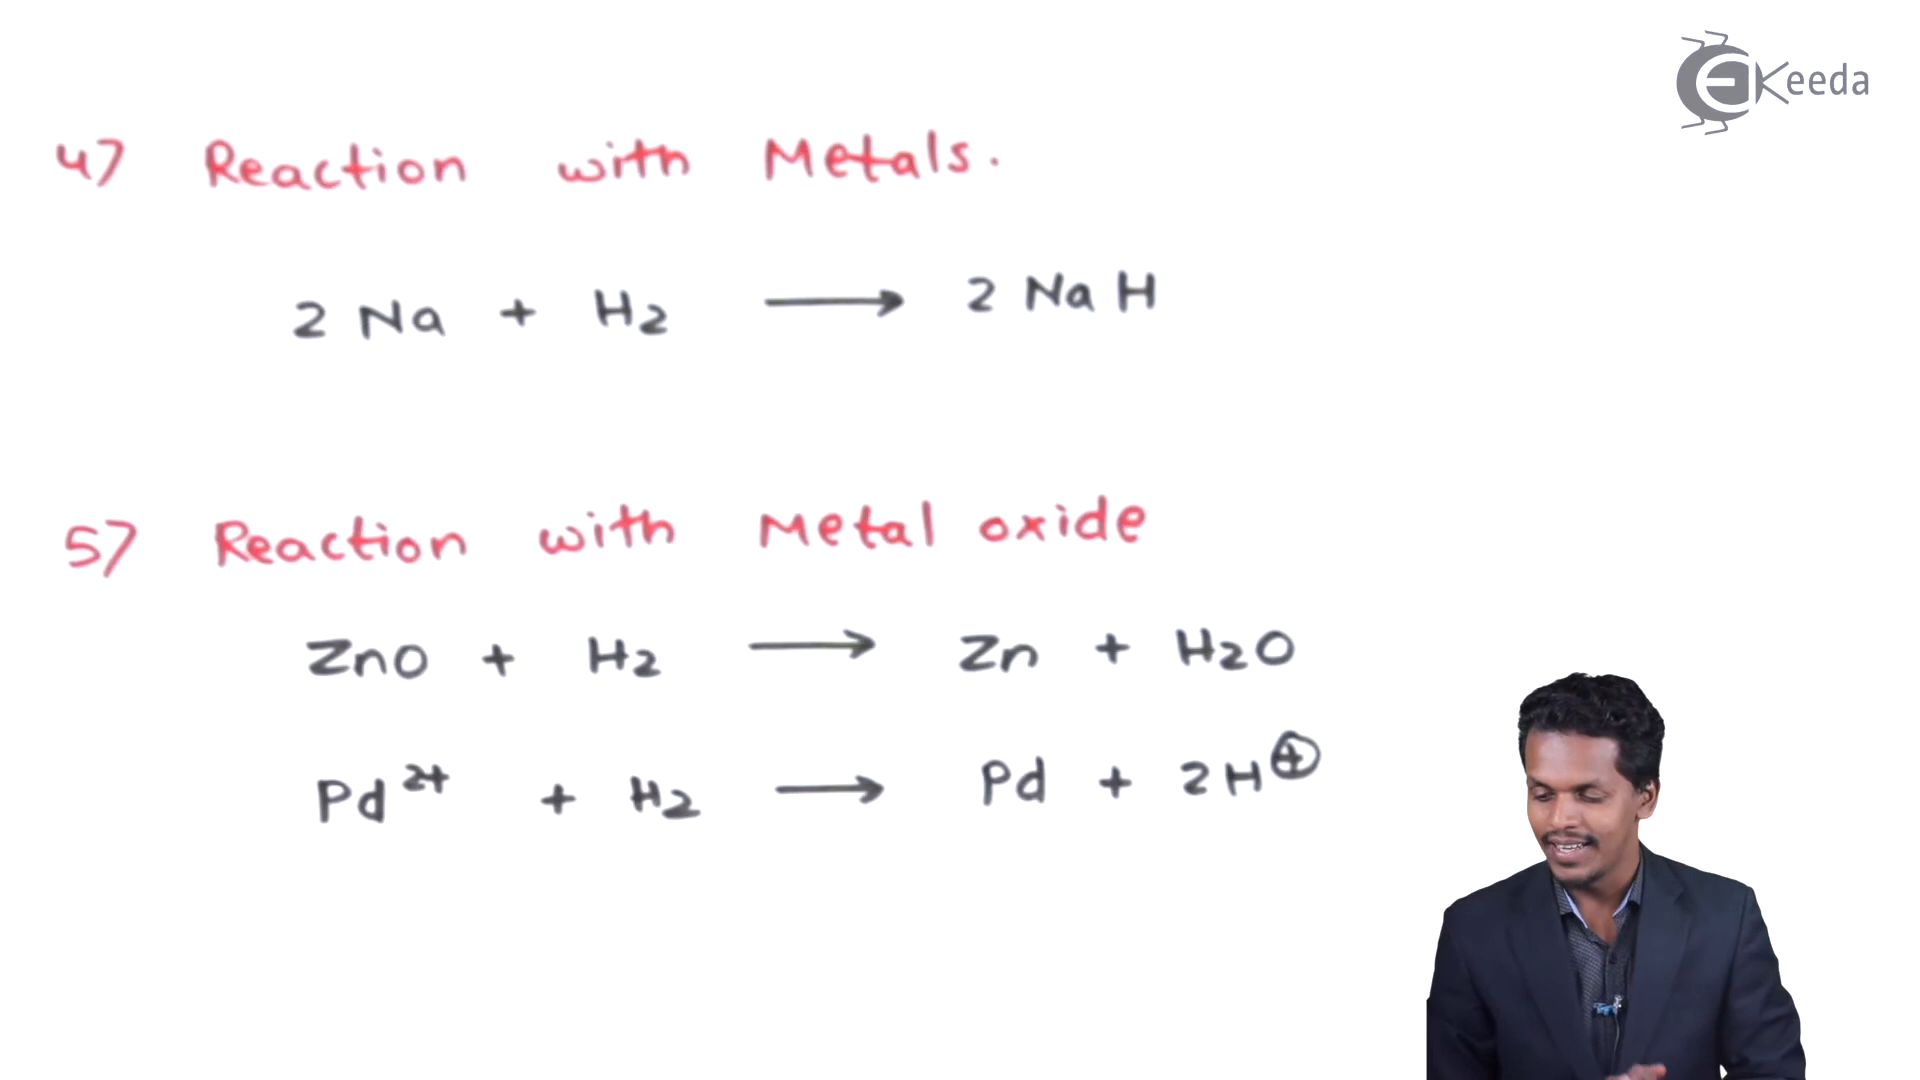 eKeeda
4) Reaction with Metals.
2 Na + H2 → 2 NaH
5) Reaction with Metal oxide
ZnO + H2 → Zn + H2O
Pd2+ + H2 → Pd + 2H⊕